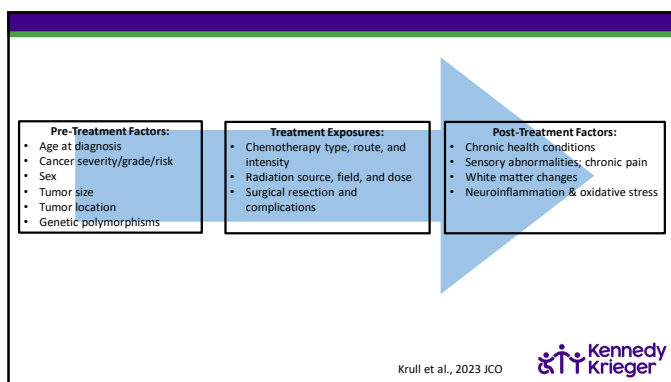 Pre-Treatment Factors:
• Age at diagnosis
• Cancer severity/grade/risk
• Sex
• Tumor size
• Tumor location
• Genetic polymorphisms
Treatment Exposures:
• Chemotherapy type, route, and
intensity
• Radiation source, field, and dose
• Surgical resection and
complications
Post-Treatment Factors:
• Chronic health conditions
• Sensory abnormalities; chronic pain
• White matter changes
• Neuroinflammation & oxidative stress
Krull et al., 2023 JCO
Kennedy
Krieger